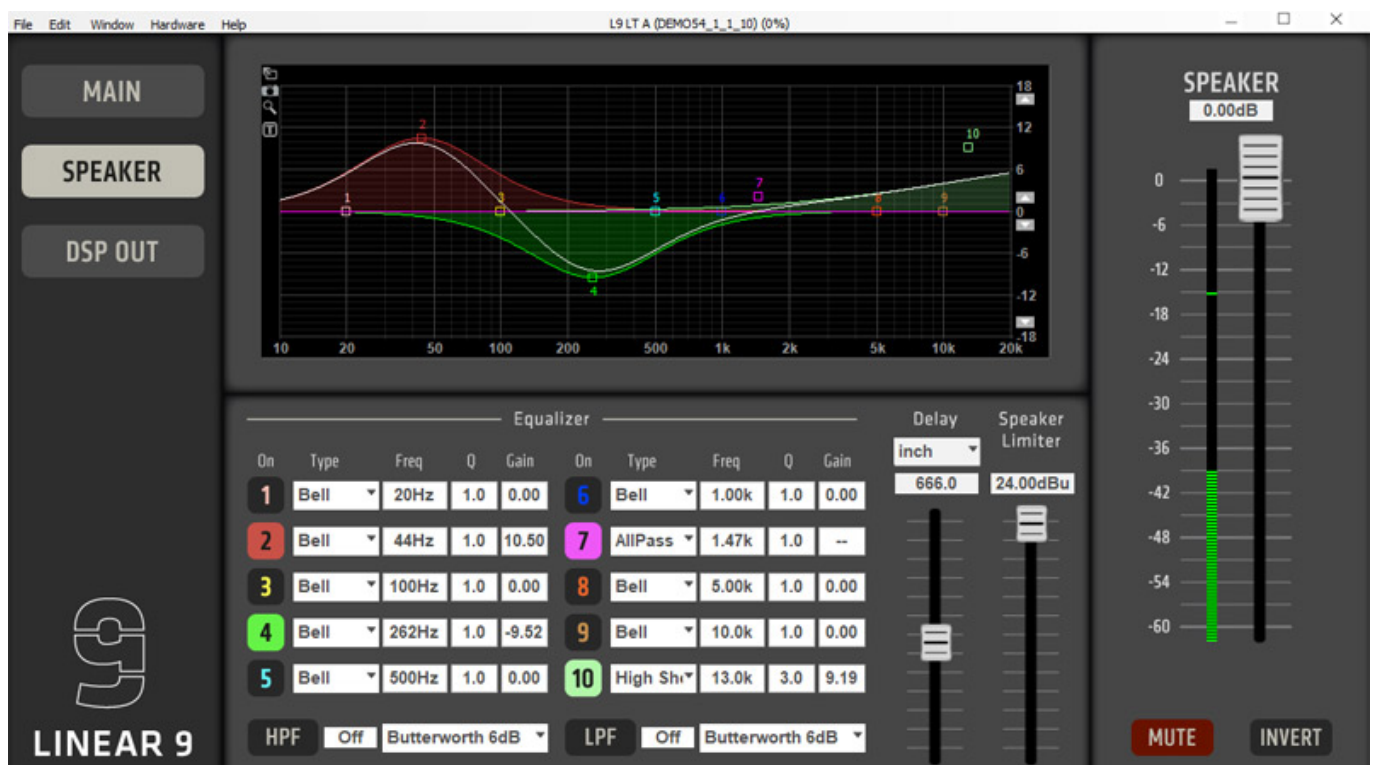 File Edit Window Hardware Help
L9 LT A (DEMO54_1_1_10) (0%)
MAIN
SPEAKER
DSP OUT
LINEAR 9
T
1 2 3 4 5 6 7 8 9 10
18
12
6
0
-6
-12
-18
10 20 50 100 200 500 1k 2k 5k 10k 20k
Equalizer
On Type Freq Q Gain On Type Freq Q Gain
1 Bell 20Hz 1.0 0.00 6 Bell 1.00k 1.0 0.00
2 Bell 44Hz 1.0 10.50 7 AllPass 1.47k 1.0 --
3 Bell 100Hz 1.0 0.00 8 Bell 5.00k 1.0 0.00
4 Bell 262Hz 1.0 -9.52 9 Bell 10.0k 1.0 0.00
5 Bell 500Hz 1.0 0.00 10 High She 13.0k 3.0 9.19
HPF Off Butterworth 6dB LPF Off Butterworth 6dB
Delay
inch
666.0
Speaker
Limiter
24.00dBu
SPEAKER
0.00dB
0
-6
-12
-18
-24
-30
-36
-42
-48
-54
-60
MUTE INVERT